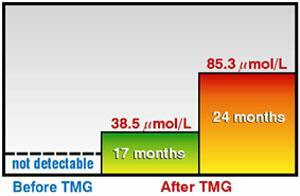 85.3 μmol/L
38.5 μmol/L
24 months
17 months
not detectable
Before TMG
After TMG